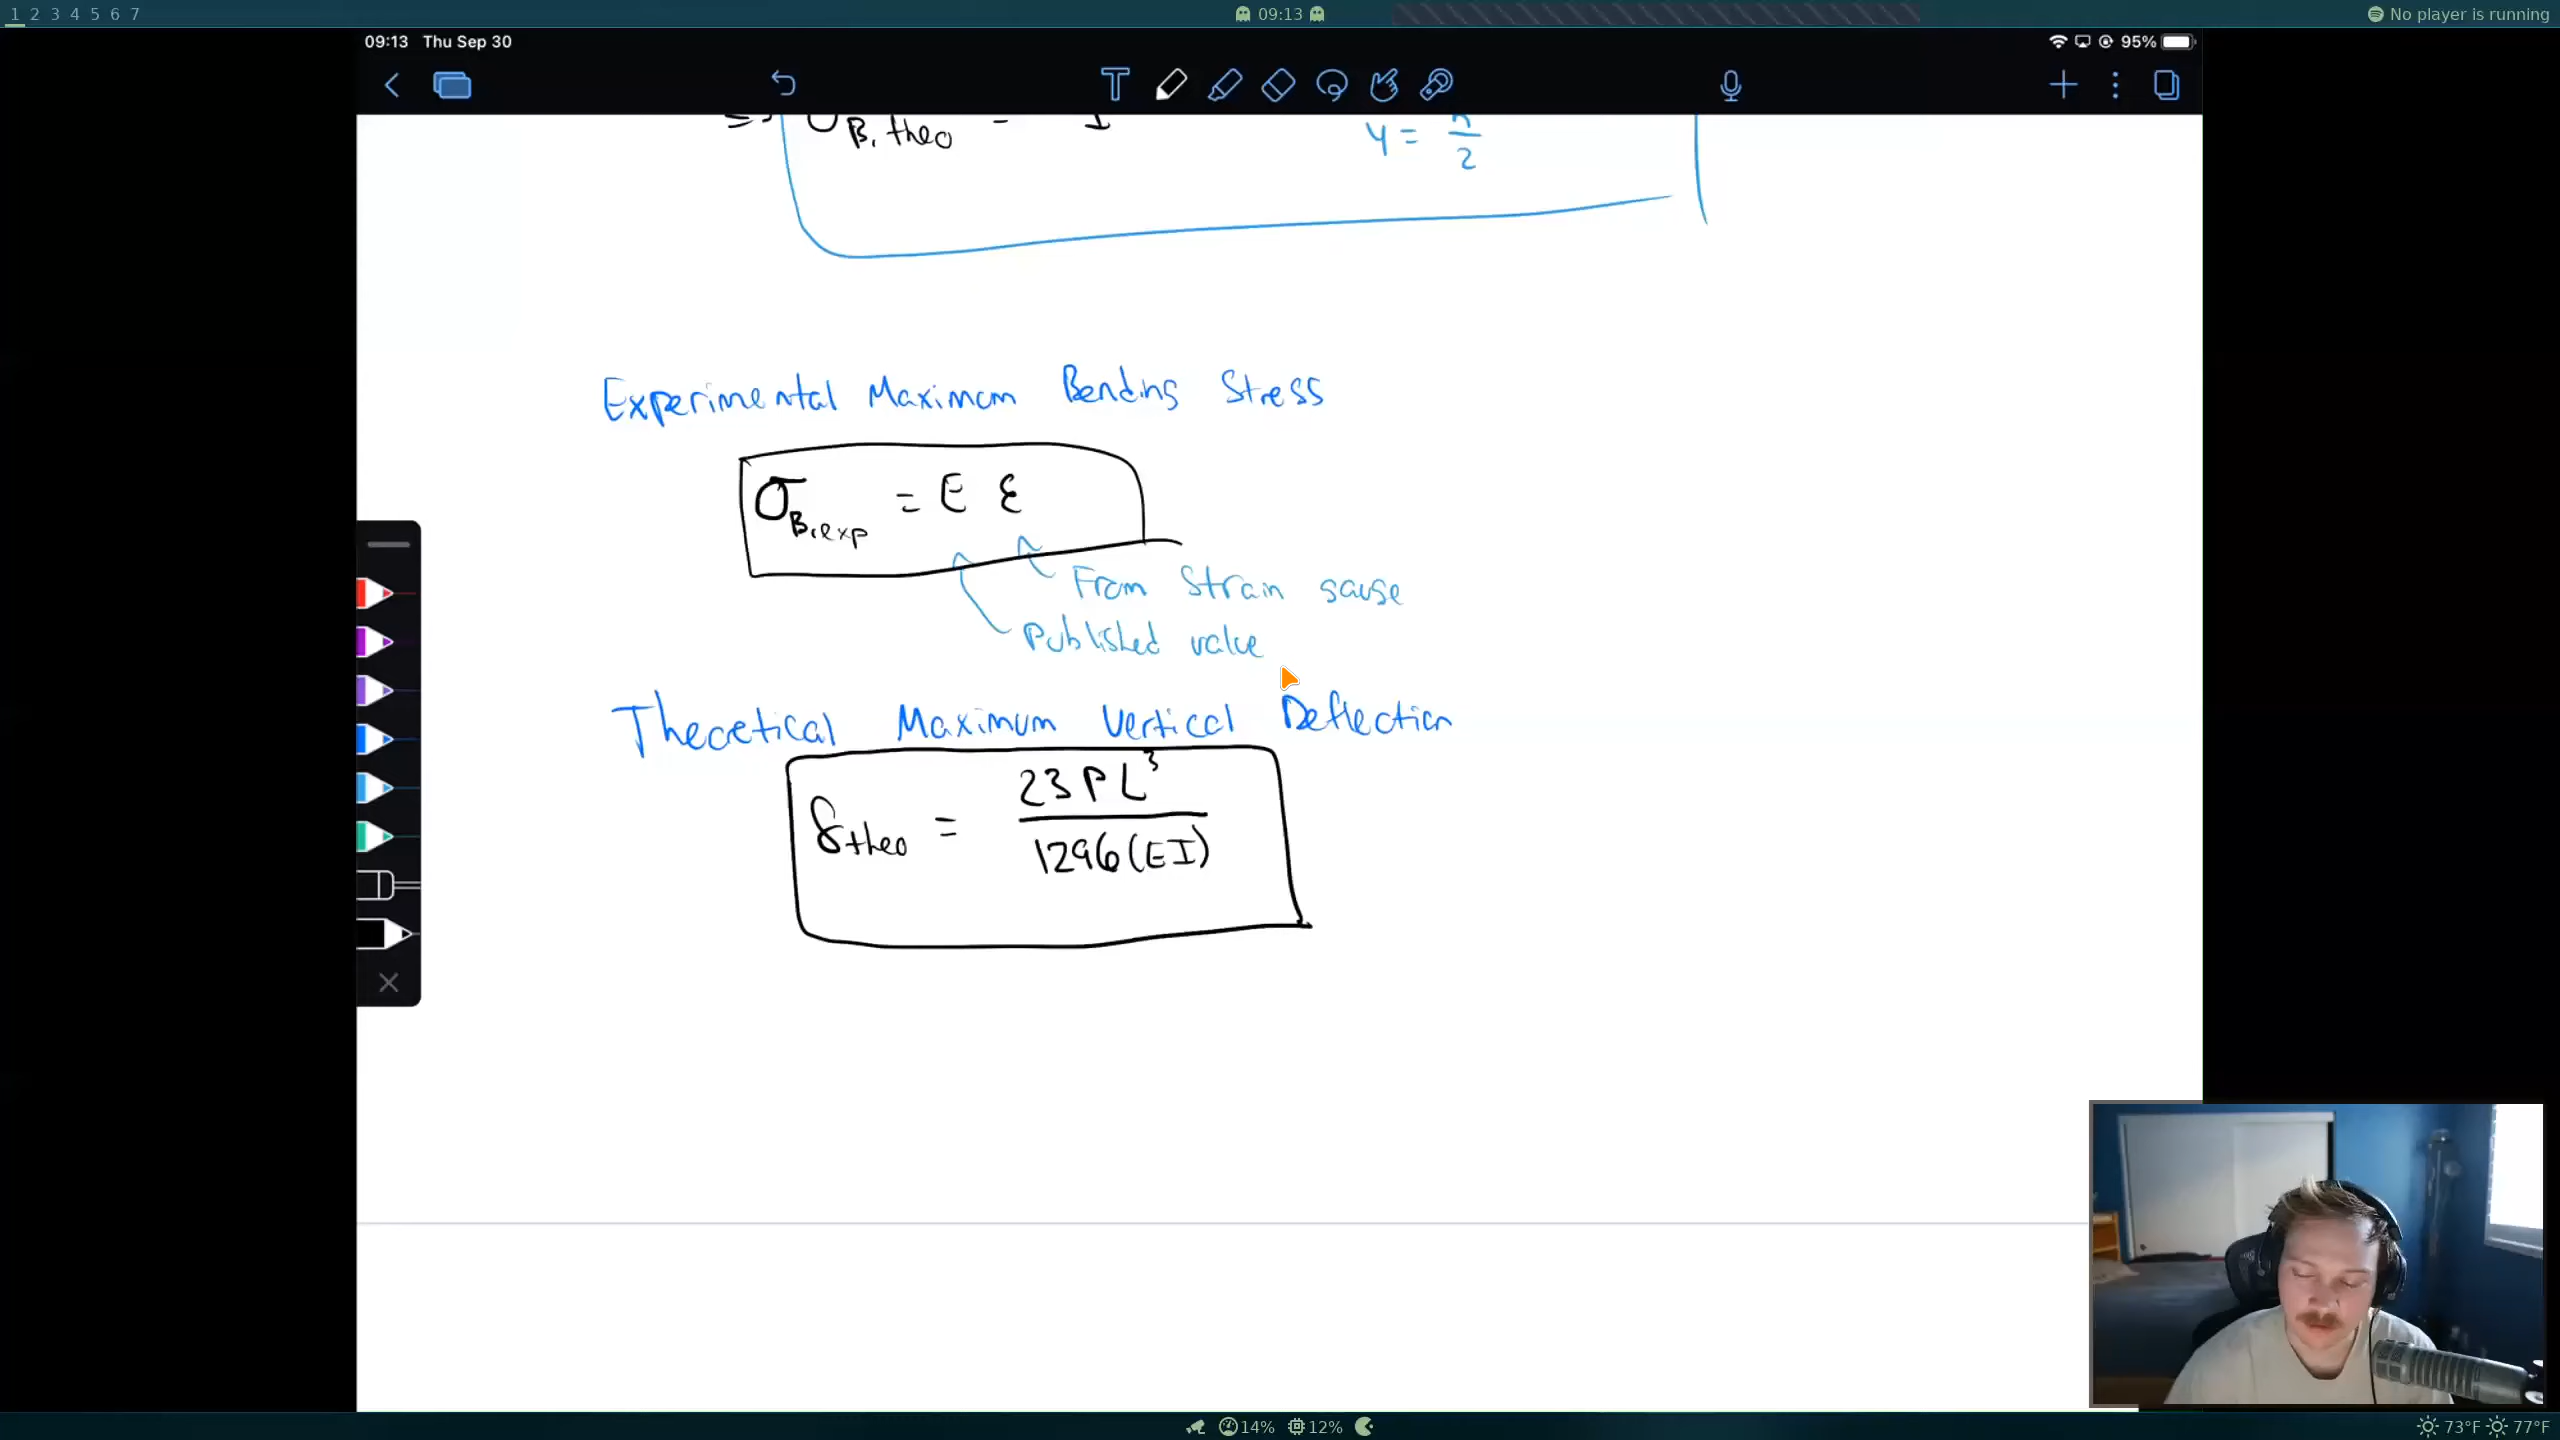 1 2 3 4 5 6 7
09:13
No player is running
09:13 Thu Sep 30
95%
=> σB, theo = I
y = h/2
Experimental Maximum Bending Stress
σB,exp = E ε
From Strain gauge
Published value
Theoretical Maximum Vertical Deflection
δtheo = 23PL³ / 1296(EI)
14% 12%
73°F 77°F